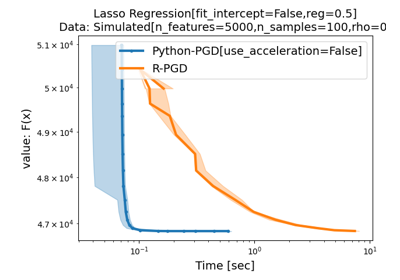 Lasso Regression[fit_intercept=False,reg=0.5]
Data: Simulated[n_features=5000,n_samples=100,rho=0
5.1 × 10⁴
5 × 10⁴
4.9 × 10⁴
4.8 × 10⁴
4.7 × 10⁴
value: F(x)
Python-PGD[use_acceleration=False]
R-PGD
10⁻¹
10⁰
10¹
Time [sec]